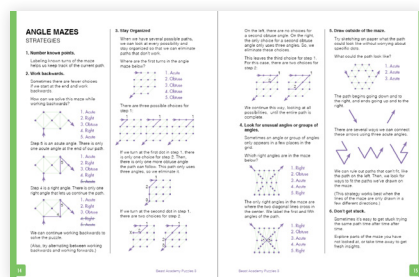 ANGLE MAZES
STRATEGIES
1. Number known points.
Labeling known turns of the maze
helps us keep track of the current path.
2. Work backwards.
Sometimes there are fewer choices
if we start at the end and work
backwards.
How can we solve this maze while
working backwards?
1. Acute
2. Right
3. Obtuse
4. Right
5. Acute
Step 5 is an acute angle. There is only
one acute angle at the end of our path.
1. Acute
2. Right
3. Obtuse
4. Right
5. Acute
Step 4 is a right angle. There is only one
right angle that lets us continue the path.
1. Acute
2. Right
3. Obtuse
4. Right
5. Acute
We can continue working backwards to
solve the puzzle.
(Also, try alternating between working
backwards and working forwards.)
3. Stay Organized
When we have several possible paths,
we can look at every possibility and
stay organized so that we can eliminate
paths that don't work.
Where are the first turns in the angle
maze below?
1. Acute
2. Obtuse
3. Acute
4. Obtuse
There are three possible choices for
step 1.
If we turn at the first dot in step 1, there
is only one choice for step 2. Then,
there is only one more obtuse angle
the path can follow. This path only uses
three angles, so we eliminate it.
If we turn at the second dot in step 1,
there are two choices for step 2.
On the left, there are no choices for
a second obtuse angle. On the right,
the only choice for a second obtuse
angle only uses three angles. So, we
eliminate these choices.
This leaves the third choice for step 1.
For this case, there are two choices for
step 2.
We continue this way, looking at all
possibilities, until the entire path is
complete.
4. Look for unusual angles or groups of
angles.
Sometimes an angle or group of angles
only appears in a few places in the
grid.
Which right angles are in the maze
below?
1. Acute
2. Obtuse
3. Obtuse
4. Right
5. Right
The only right angles in the maze are
where the two diagonal lines cross in
the center. We label the first and fifth
angles of the path.
5. Draw outside of the maze.
Try sketching on paper what the path
could look like without worrying about
specific dots.
What could the path look like?
1. Acute
2. Acute
3. Acute
The path begins going down and to
the right, and ends going up and to the
right.
There are several ways we can connect
these arrows using three acute angles.
We can rule out paths that don't fit, like
the path on the left. Then, we look for
ways to fit the paths we've drawn on
the maze.
(This strategy works best when the
lines of the maze are only drawn in a
few different directions.)
6. Don't get stuck.
Sometimes it's easy to get stuck trying
the same path time after time after
time.
Explore parts of the maze you have
not looked at, or take time away to get
fresh insights.
Beast Academy Puzzles 3
Beast Academy Puzzles 3